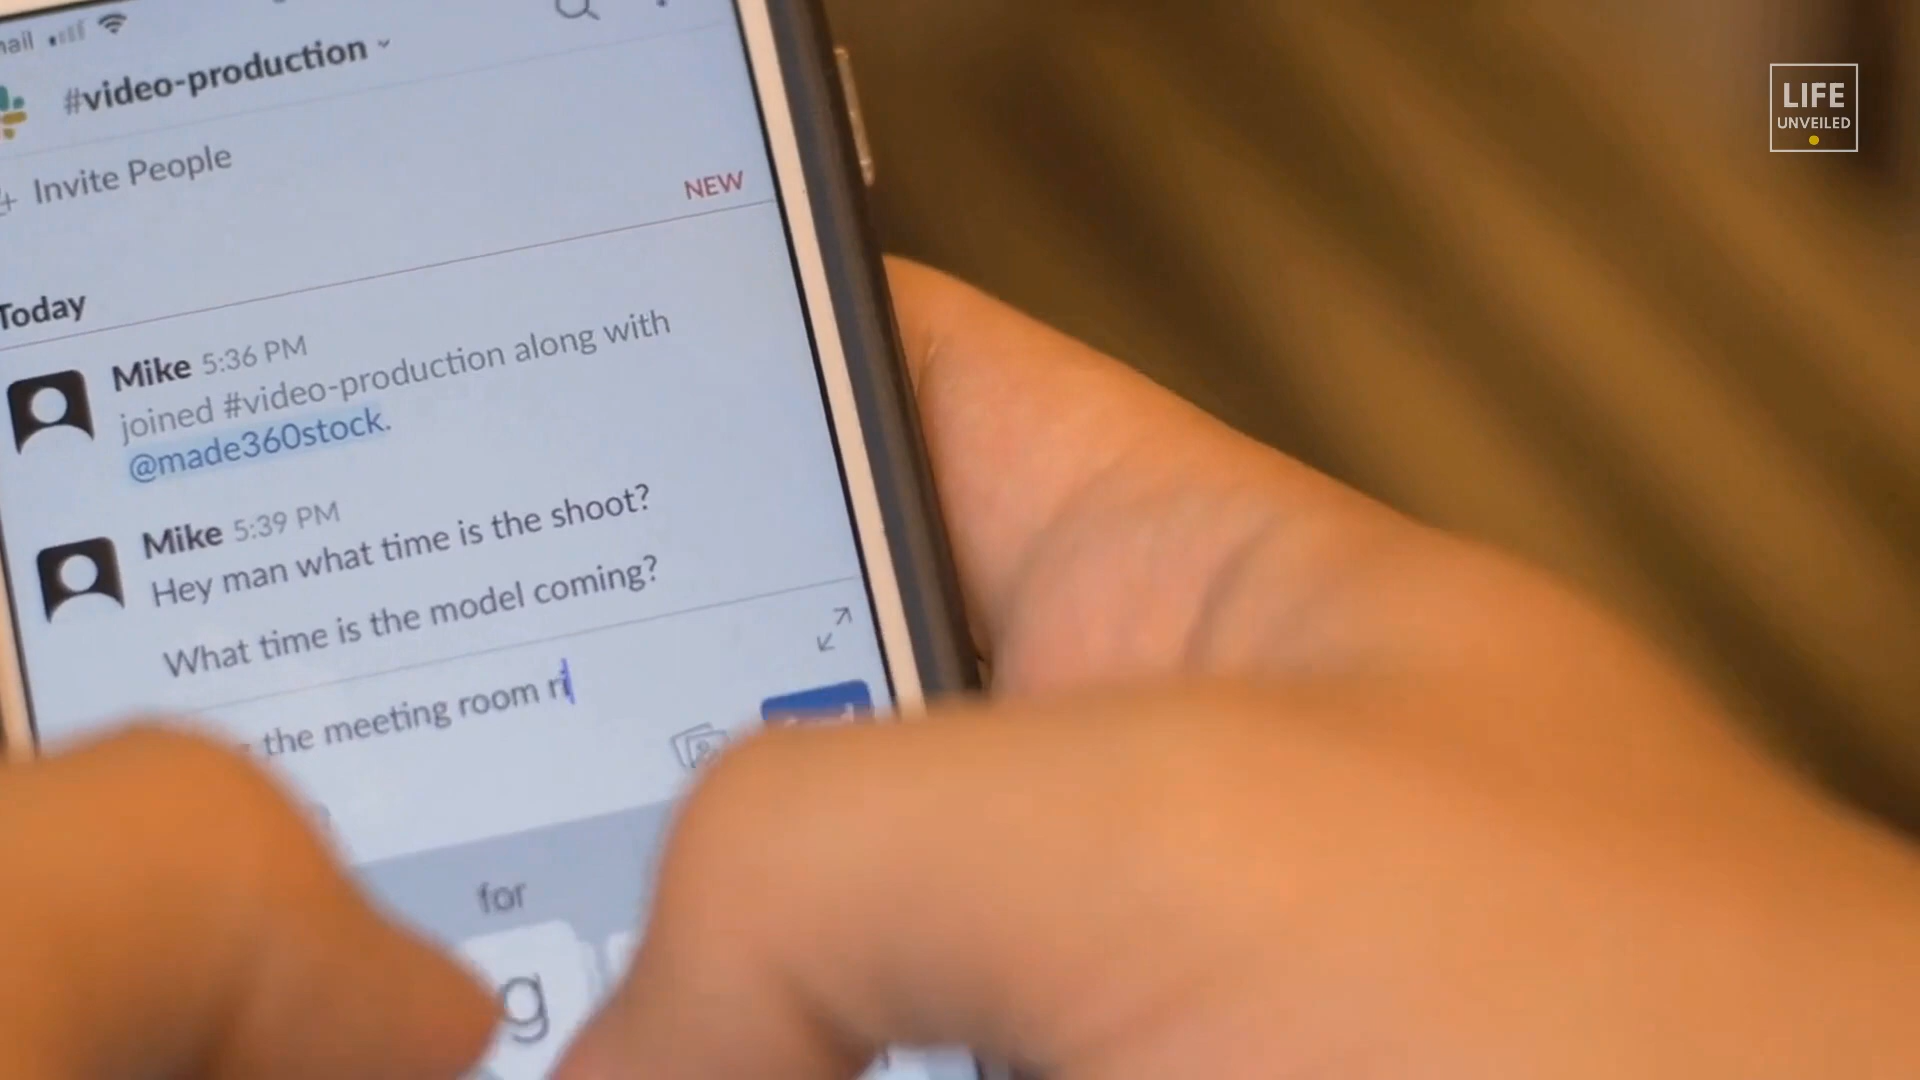 #video-production
Invite People
NEW
Today
Mike 5:36 PM
joined #video-production along with
@made360stock.
Mike 5:39 PM
Hey man what time is the shoot?
What time is the model coming?
the meeting room ri
for
g
LIFE
UNVEILED